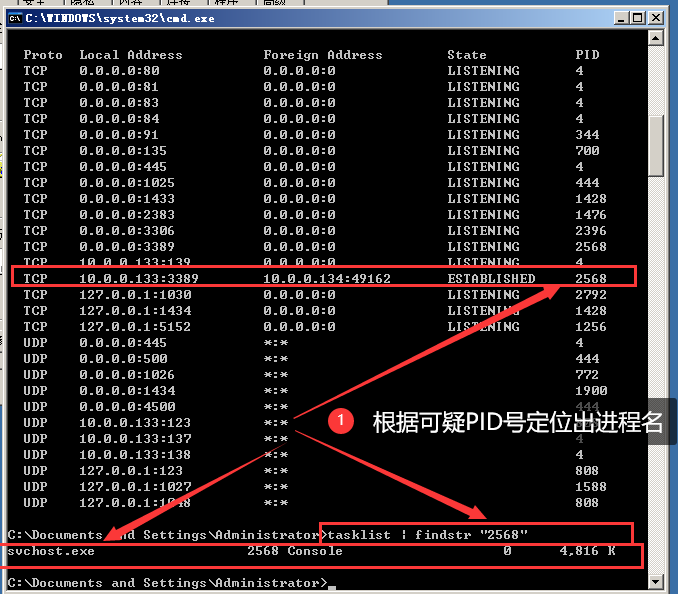 C:\WINDOWS\system32\cmd.exe
Proto Local Address Foreign Address State PID
TCP 0.0.0.0:80 0.0.0.0:0 LISTENING 4
TCP 0.0.0.0:81 0.0.0.0:0 LISTENING 4
TCP 0.0.0.0:83 0.0.0.0:0 LISTENING 4
TCP 0.0.0.0:84 0.0.0.0:0 LISTENING 4
TCP 0.0.0.0:91 0.0.0.0:0 LISTENING 344
TCP 0.0.0.0:135 0.0.0.0:0 LISTENING 700
TCP 0.0.0.0:445 0.0.0.0:0 LISTENING 4
TCP 0.0.0.0:1025 0.0.0.0:0 LISTENING 444
TCP 0.0.0.0:1433 0.0.0.0:0 LISTENING 1428
TCP 0.0.0.0:2383 0.0.0.0:0 LISTENING 1476
TCP 0.0.0.0:3306 0.0.0.0:0 LISTENING 2396
TCP 0.0.0.0:3389 0.0.0.0:0 LISTENING 2568
TCP 10.0.0.133:139 0.0.0.0:0 LISTENING 4
TCP 10.0.0.133:3389 10.0.0.134:49162 ESTABLISHED 2568
TCP 127.0.0.1:1030 0.0.0.0:0 LISTENING 2792
TCP 127.0.0.1:1434 0.0.0.0:0 LISTENING 1428
TCP 127.0.0.1:5152 0.0.0.0:0 LISTENING 1256
UDP 0.0.0.0:445 *:* 4
UDP 0.0.0.0:500 *:* 444
UDP 0.0.0.0:1026 *:* 772
UDP 0.0.0.0:1434 *:* 1900
UDP 0.0.0.0:4500 *:* 444
UDP 10.0.0.133:123 *:*
1 根据可疑PID号定位出进程名
UDP 10.0.0.133:137 *:* 4
UDP 10.0.0.133:138 *:* 4
UDP 127.0.0.1:123 *:* 808
UDP 127.0.0.1:1027 *:* 1588
UDP *:* 808
C:\Documents and Settings\Administrator>tasklist | findstr "2568"
svchost.exe 2568 Console 0 4,816 K
C:\Documents and Settings\Administrator>_